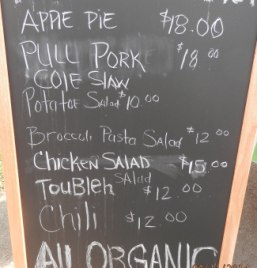 APPLE PIE $18.00
PULL PORK $18.00
COlE SlAW
Potatoe Salad $10.00
Broccoli Pasta Salad $12.00
ChickEN SALAD $15.00
TOUBLEH SAlAd $12.00
Chili $12.00
All ORGANIC